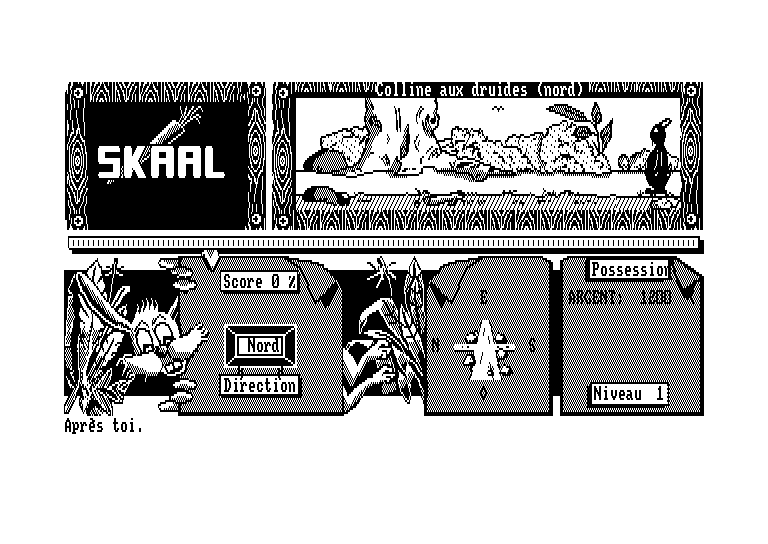 Colline aux druides (nord)
SKAAL
Score 0 %
Nord
Direction
E
N
S
O
Possession
ARGENT: 1200
Niveau 1
Après toi.